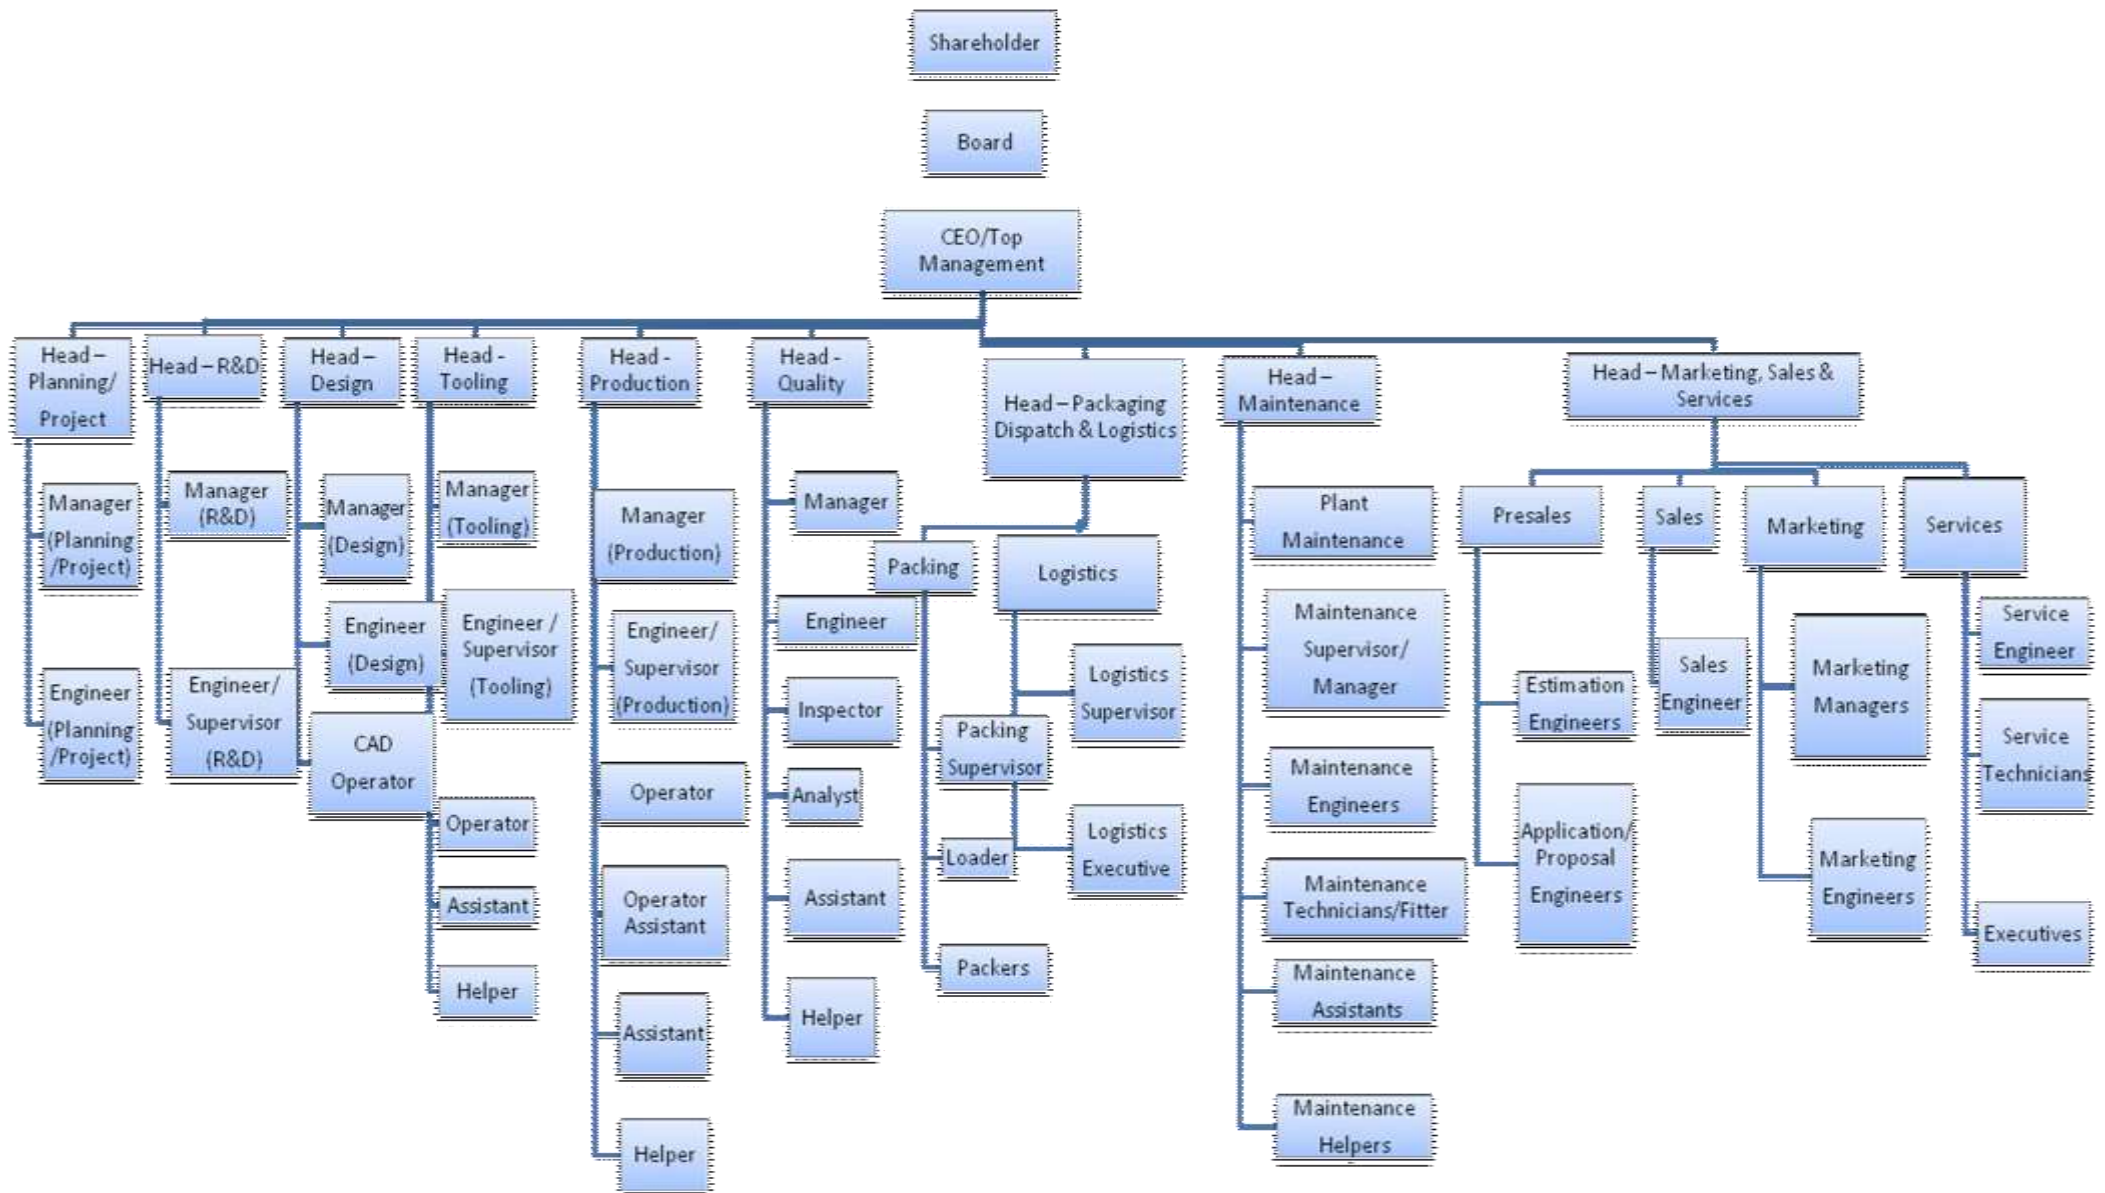 Shareholder
Board
CEO/Top
Management
Head –
Planning/
Project
Head – R&D
Head –
Design
Head -
Tooling
Head -
Production
Head -
Quality
Head – Packaging
Dispatch & Logistics
Head –
Maintenance
Head – Marketing, Sales &
Services
Manager
(Planning
/Project)
Engineer
(Planning
/Project)
Manager
(R&D)
Engineer/
Supervisor
(R&D)
Manager
(Design)
Engineer
(Design)
CAD
Operator
Manager
(Tooling)
Engineer /
Supervisor
(Tooling)
Operator
Assistant
Helper
Manager
(Production)
Engineer/
Supervisor
(Production)
Operator
Operator
Assistant
Assistant
Helper
Manager
Engineer
Inspector
Analyst
Assistant
Helper
Packing
Packing
Supervisor
Loader
Packers
Logistics
Logistics
Supervisor
Logistics
Executive
Plant
Maintenance
Maintenance
Supervisor/
Manager
Maintenance
Engineers
Maintenance
Technicians/Fitter
Maintenance
Assistants
Maintenance
Helpers
Presales
Estimation
Engineers
Application/
Proposal
Engineers
Sales
Sales
Engineer
Marketing
Marketing
Managers
Marketing
Engineers
Services
Service
Engineer
Service
Technicians
Executives